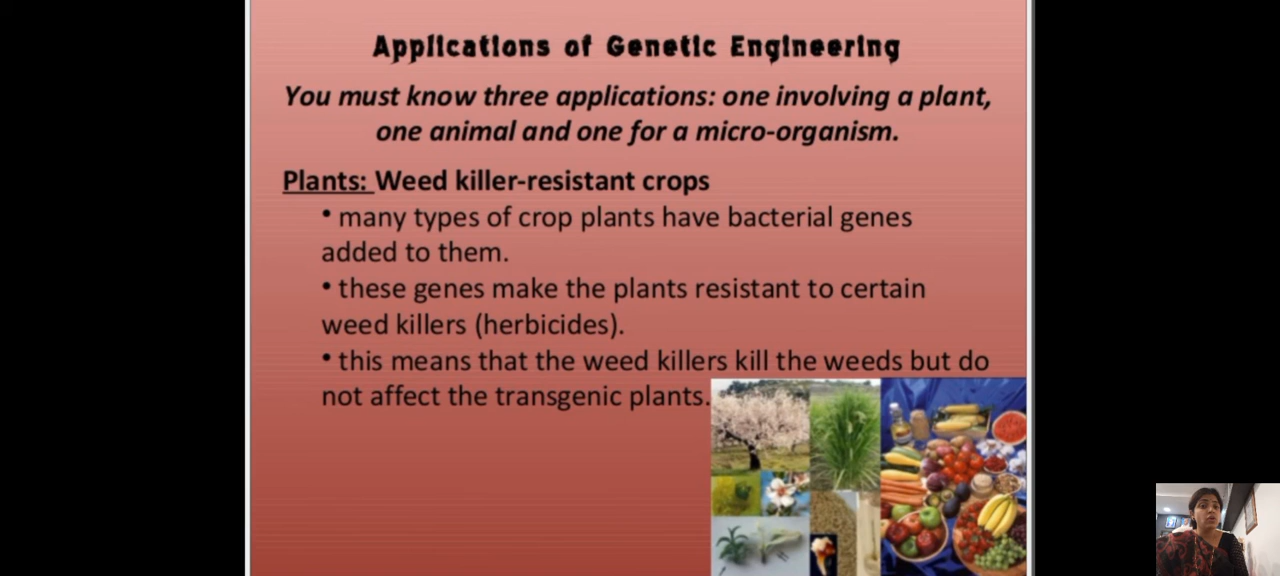 Applications of Genetic Engineering
You must know three applications: one involving a plant,
one animal and one for a micro-organism.
Plants: Weed killer-resistant crops
• many types of crop plants have bacterial genes
added to them.
• these genes make the plants resistant to certain
weed killers (herbicides).
• this means that the weed killers kill the weeds but do
not affect the transgenic plants.